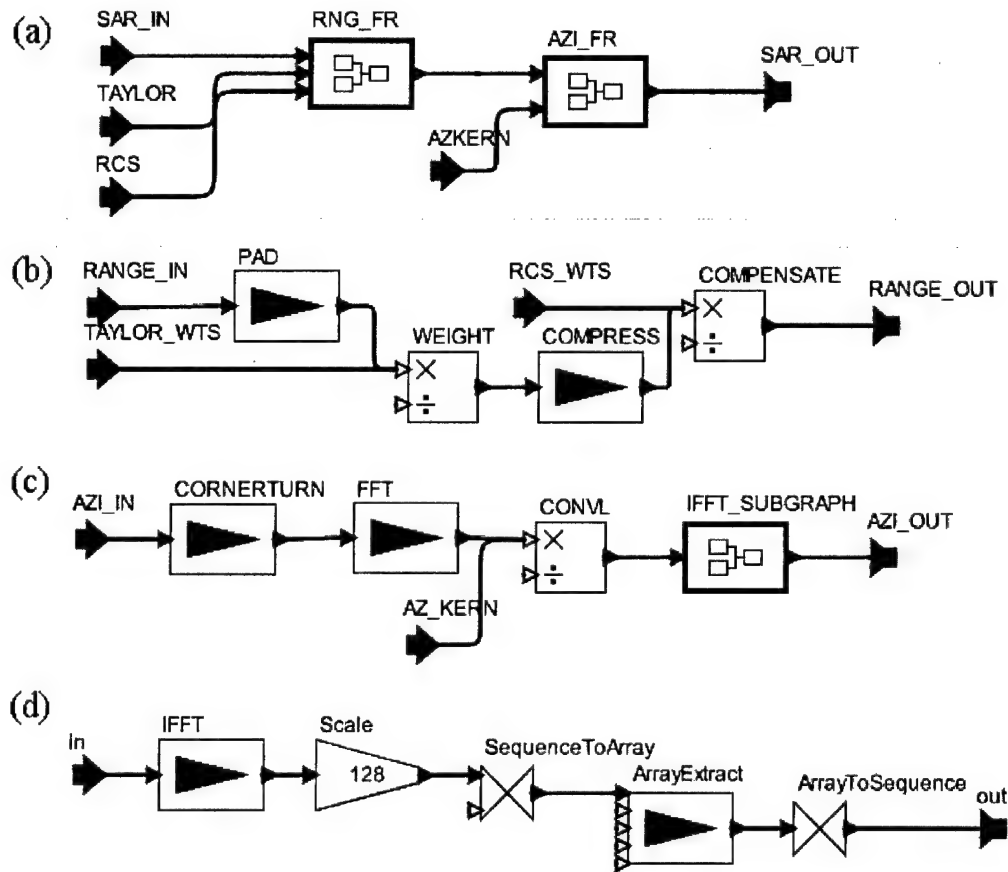 (a)
SAR_IN
RNG_FR
AZI_FR
SAR_OUT
TAYLOR
AZKERN
RCS
(b)
RANGE_IN
PAD
RCS_WTS
COMPENSATE
RANGE_OUT
×
÷
TAYLOR_WTS
WEIGHT
COMPRESS
×
÷
(c)
AZI_IN
CORNERTURN
FFT
CONVL
IFFT_SUBGRAPH
AZI_OUT
×
÷
AZ_KERN
(d)
in
IFFT
Scale
128
SequenceToArray
ArrayExtract
ArrayToSequence
out